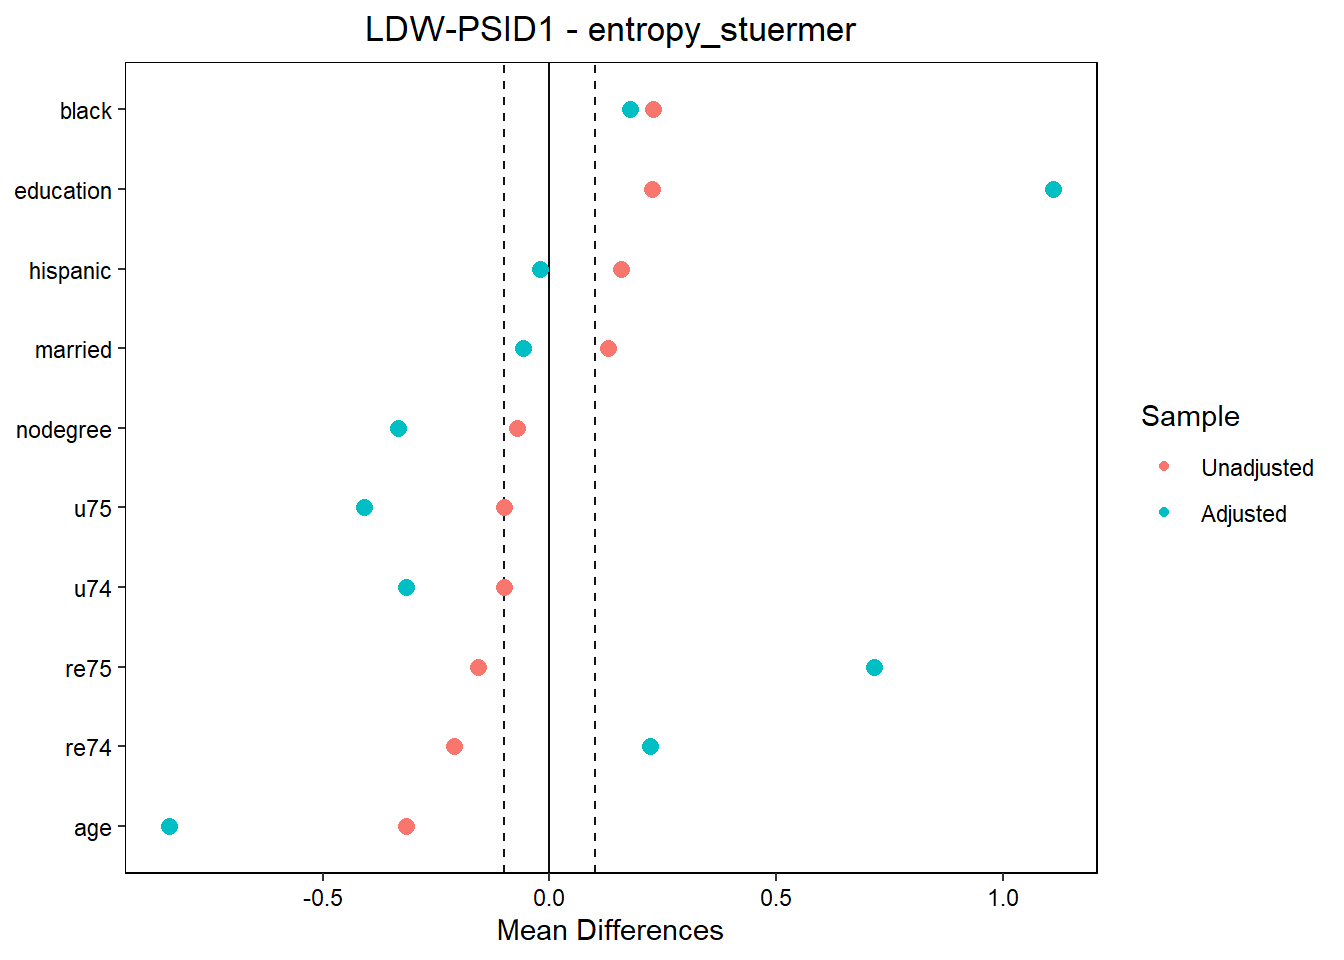 LDW-PSID1 - entropy_stuermer
black
education
hispanic
married
nodegree
u75
u74
re75
re74
age
-0.5
0.0
0.5
1.0
Mean Differences
Sample
Unadjusted
Adjusted